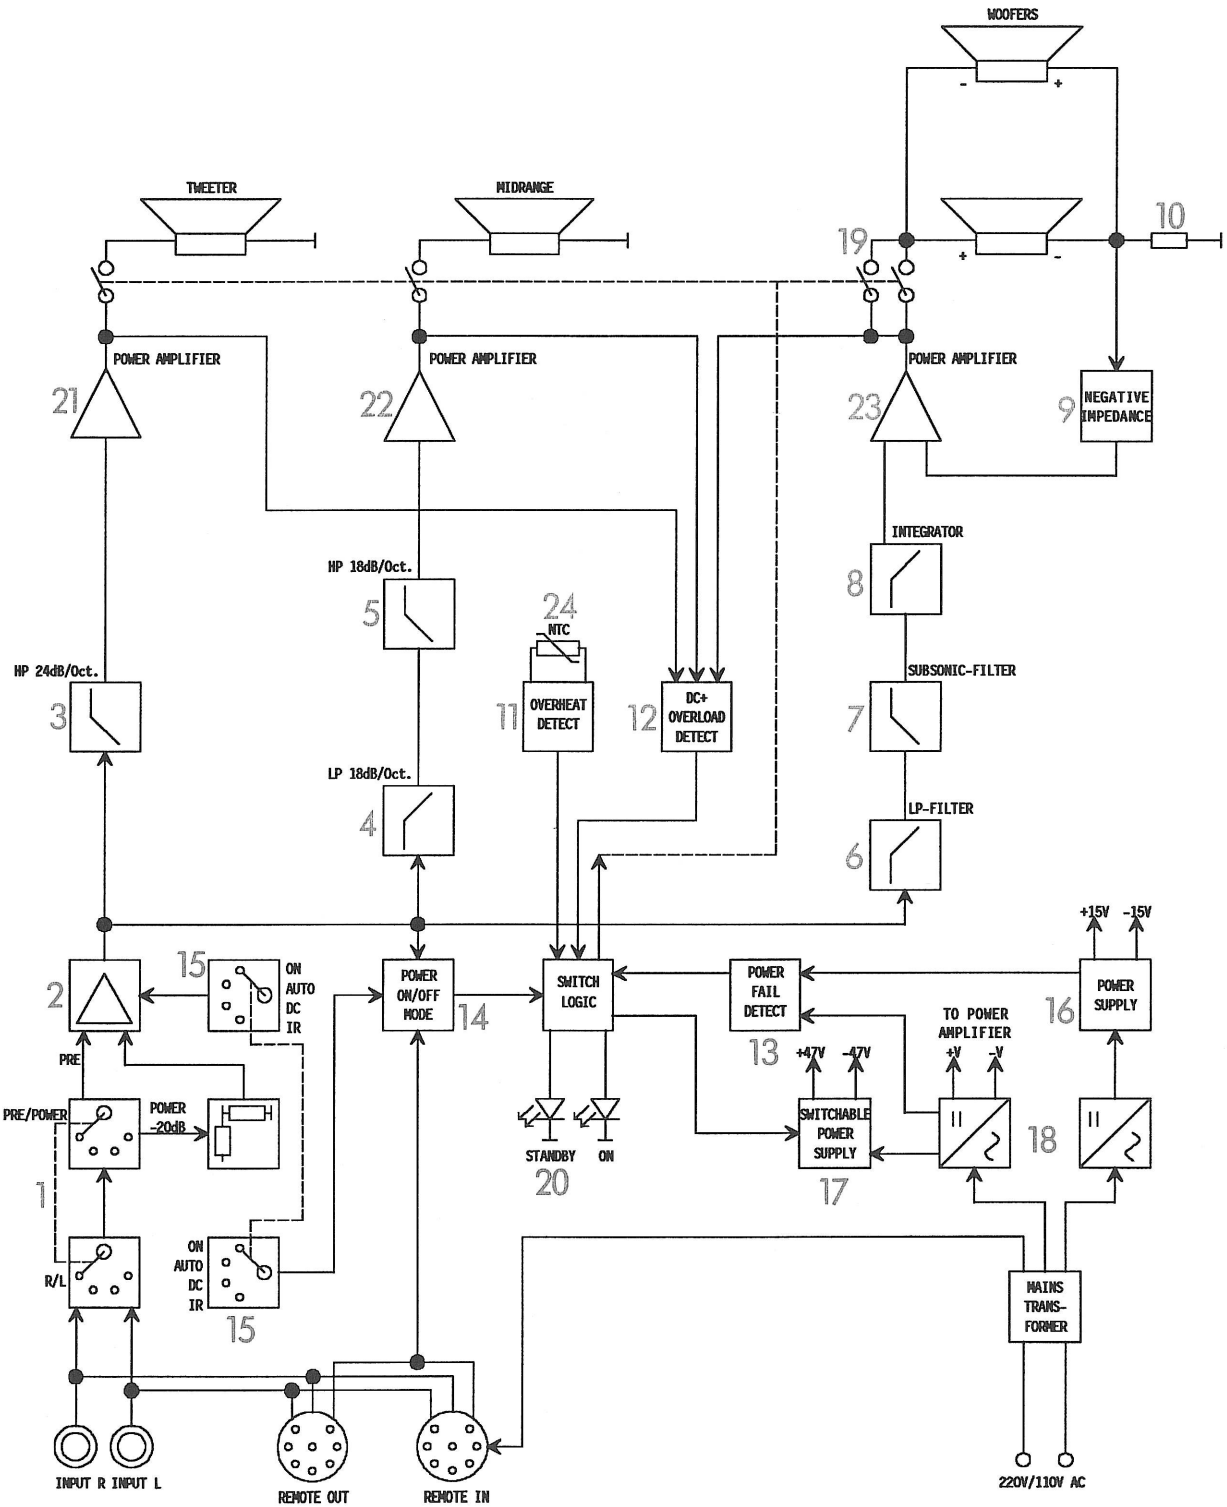 WOOFERS
- +
TWEETER
MIDRANGE
10
19
+ -
POWER AMPLIFIER
POWER AMPLIFIER
POWER AMPLIFIER
21
22
23
9
NEGATIVE
IMPEDANCE
INTEGRATOR
8
HP 18dB/Oct.
5
24
NTC
HP 24dB/Oct.
3
11
OVERHEAT
DETECT
12
DC+
OVERLOAD
DETECT
SUBSONIC-FILTER
7
LP 18dB/Oct.
4
LP-FILTER
6
+15V -15V
2
15
ON
AUTO
DC
IR
POWER
ON/OFF
MODE
14
SWITCH
LOGIC
POWER
FAIL
DETECT
13
16
POWER
SUPPLY
TO POWER
AMPLIFIER
+V -V
+47V -47V
PRE
PRE/POWER
POWER
-20dB
SWITCHABLE
POWER
SUPPLY
17
18
STANDBY ON
20
1
R/L
ON
AUTO
DC
IR
15
MAINS
TRANS-
FORMER
INPUT R INPUT L
REMOTE OUT
REMOTE IN
220V/110V AC